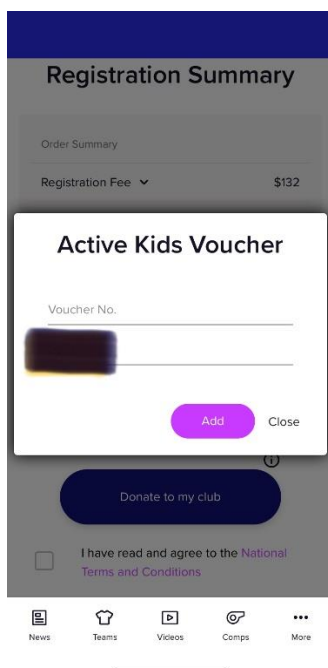 Registration Summary
Order Summary
Registration Fee $132
Active Kids Voucher
Voucher No.
Add Close
Donate to my club
I have read and agree to the National
Terms and Conditions
News Teams Videos Comps More